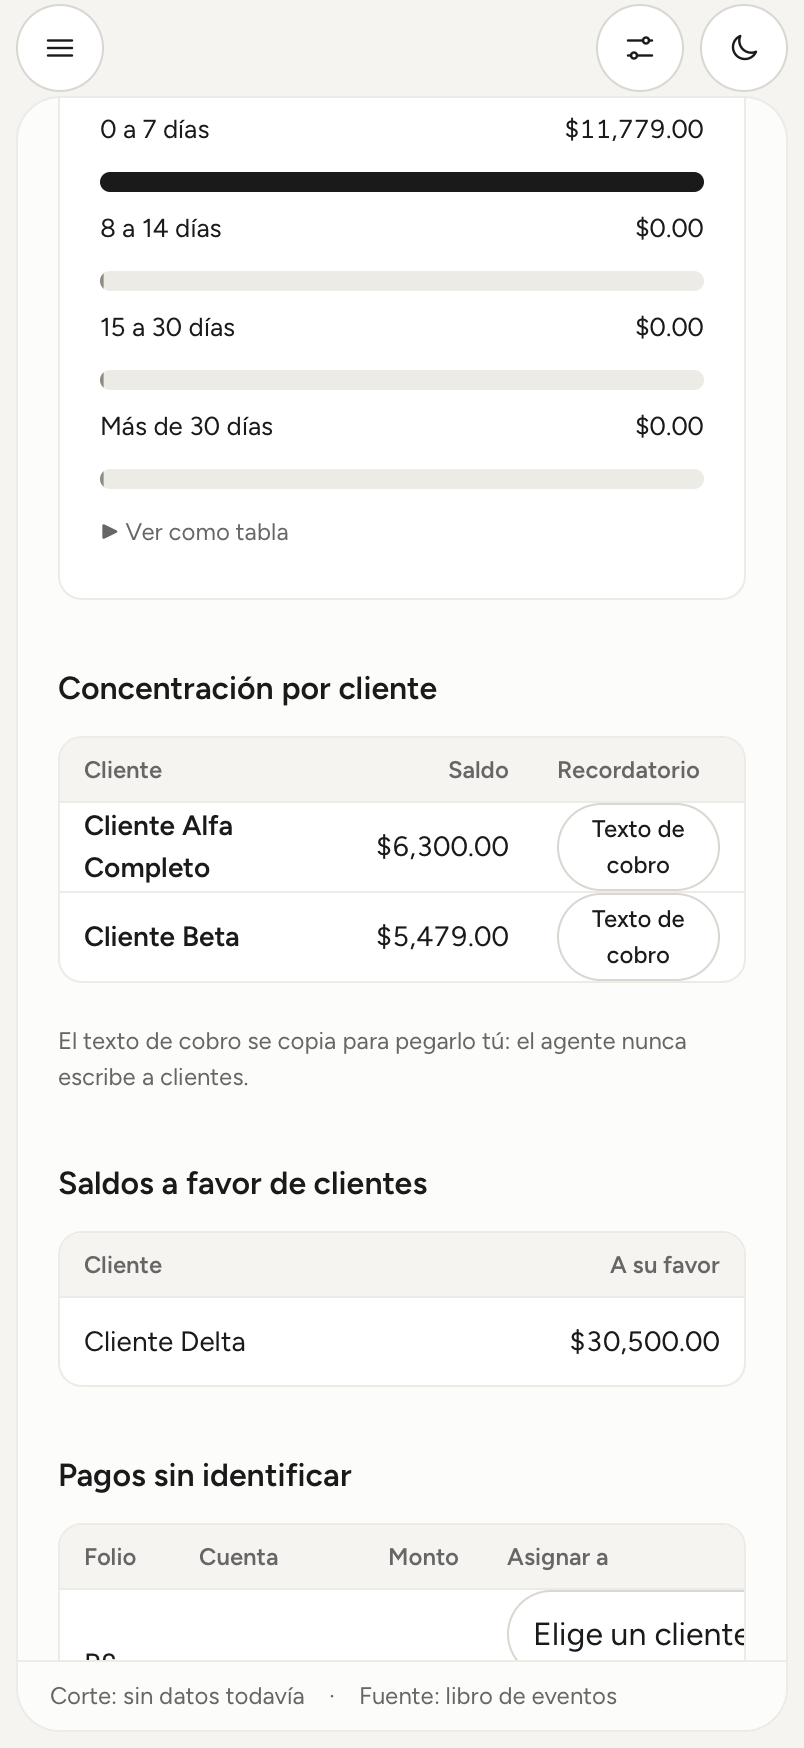 0 a 7 días $11,779.00
8 a 14 días $0.00
15 a 30 días $0.00
Más de 30 días $0.00
▶ Ver como tabla
Concentración por cliente
Cliente Saldo Recordatorio
Cliente Alfa Completo $6,300.00 Texto de cobro
Cliente Beta $5,479.00 Texto de cobro
El texto de cobro se copia para pegarlo tú: el agente nunca
escribe a clientes.
Saldos a favor de clientes
Cliente A su favor
Cliente Delta $30,500.00
Pagos sin identificar
Folio Cuenta Monto Asignar a
Elige un cliente
Corte: sin datos todavía · Fuente: libro de eventos